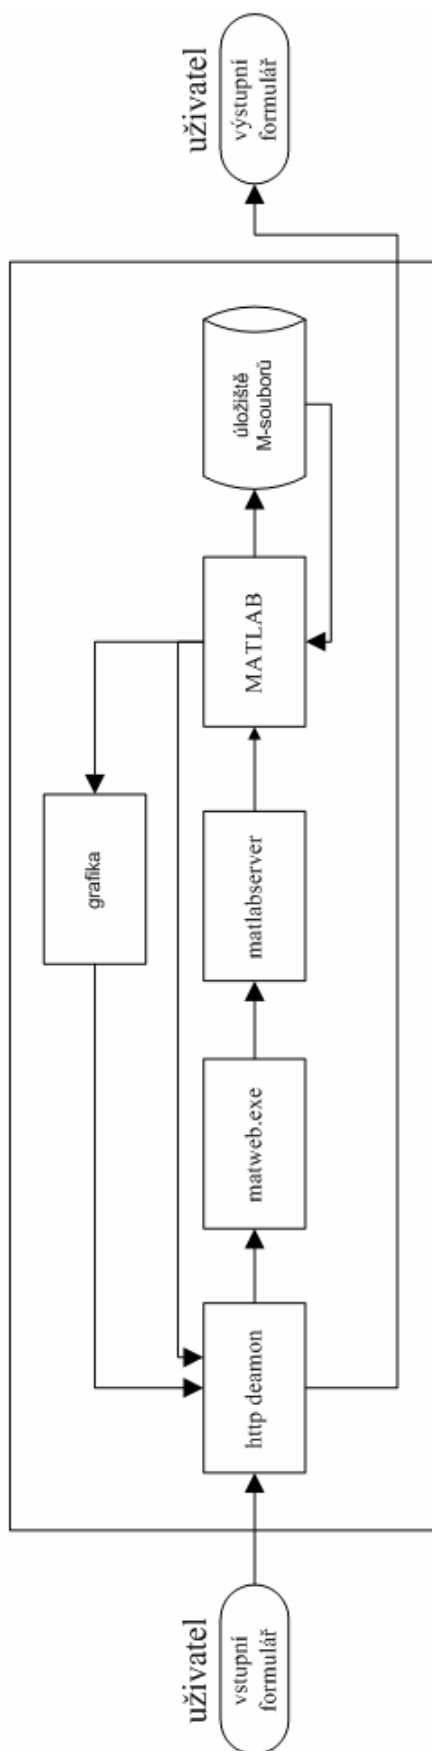 uživatel
vstupní
formulář
http deamon
matweb.exe
matlabserver
grafika
MATLAB
úložiště
M-souborů
uživatel
výstupní
formulář